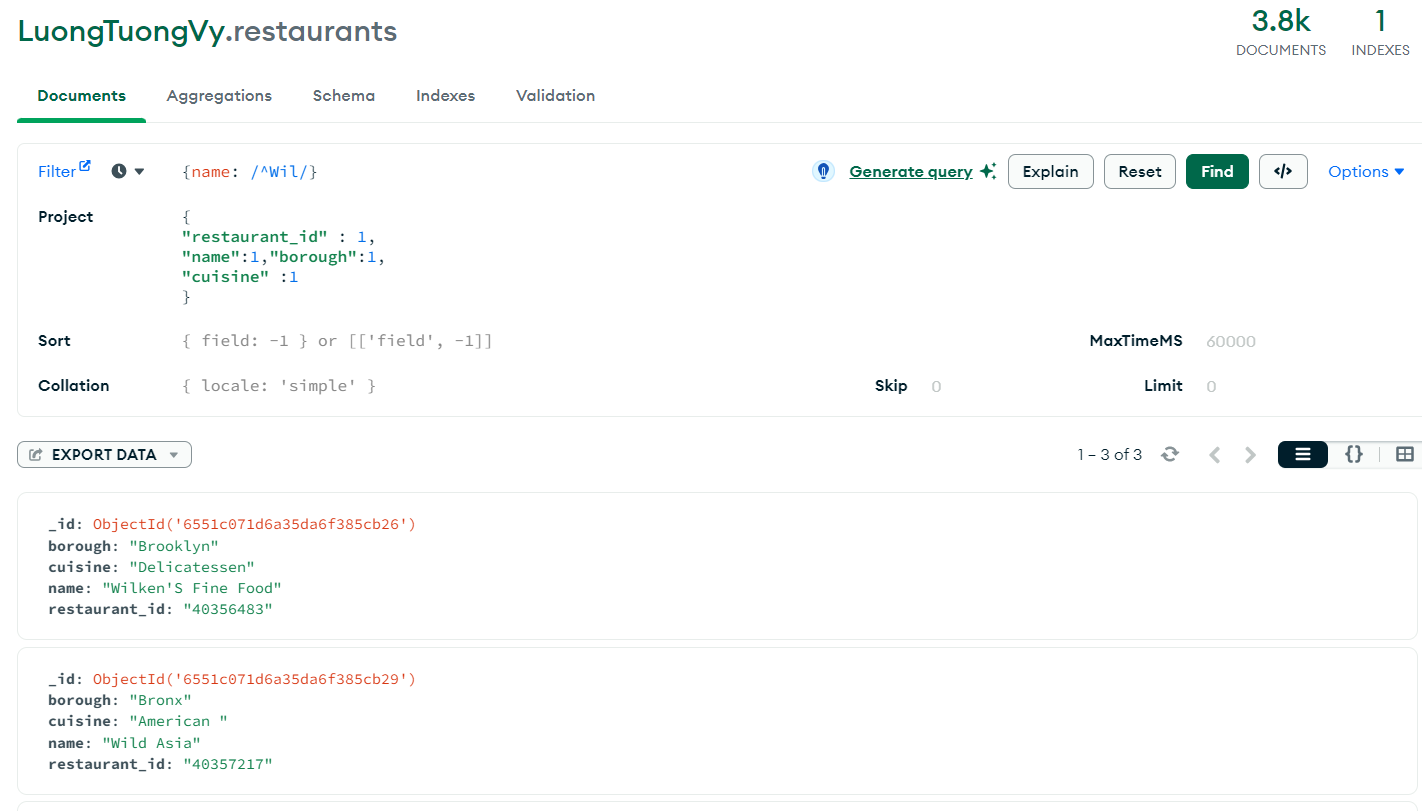 LuongTuongVy.restaurants
3.8k
DOCUMENTS
1
INDEXES
Documents Aggregations Schema Indexes Validation
Filter {name: /^Wil/} Generate query Explain Reset Find </> Options
Project {
"restaurant_id" : 1,
"name":1,"borough":1,
"cuisine" :1
}
Sort { field: -1 } or [['field', -1]] MaxTimeMS 60000
Collation { locale: 'simple' } Skip 0 Limit 0
EXPORT DATA 1 – 3 of 3 {}
_id: ObjectId('6551c071d6a35da6f385cb26')
borough: "Brooklyn"
cuisine: "Delicatessen"
name: "Wilken'S Fine Food"
restaurant_id: "40356483"
_id: ObjectId('6551c071d6a35da6f385cb29')
borough: "Bronx"
cuisine: "American "
name: "Wild Asia"
restaurant_id: "40357217"